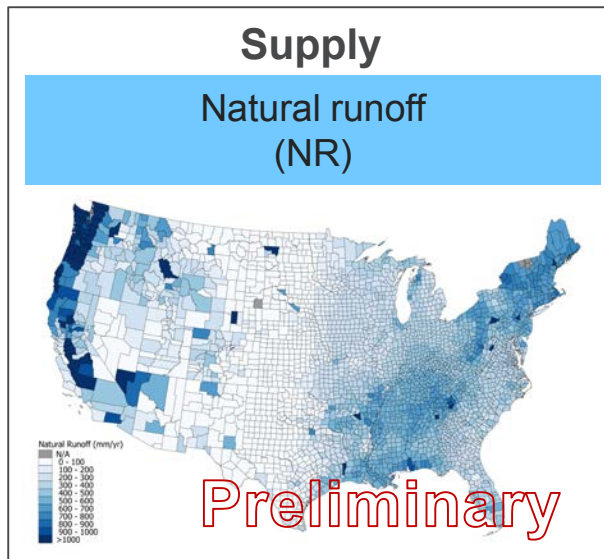 Supply
Natural runoff
(NR)
Natural Runoff (mm/yr)
N/A
0 - 100
100 - 200
200 - 300
300 - 400
400 - 500
500 - 600
600 - 700
700 - 800
800 - 900
900 - 1000
>1000
Preliminary